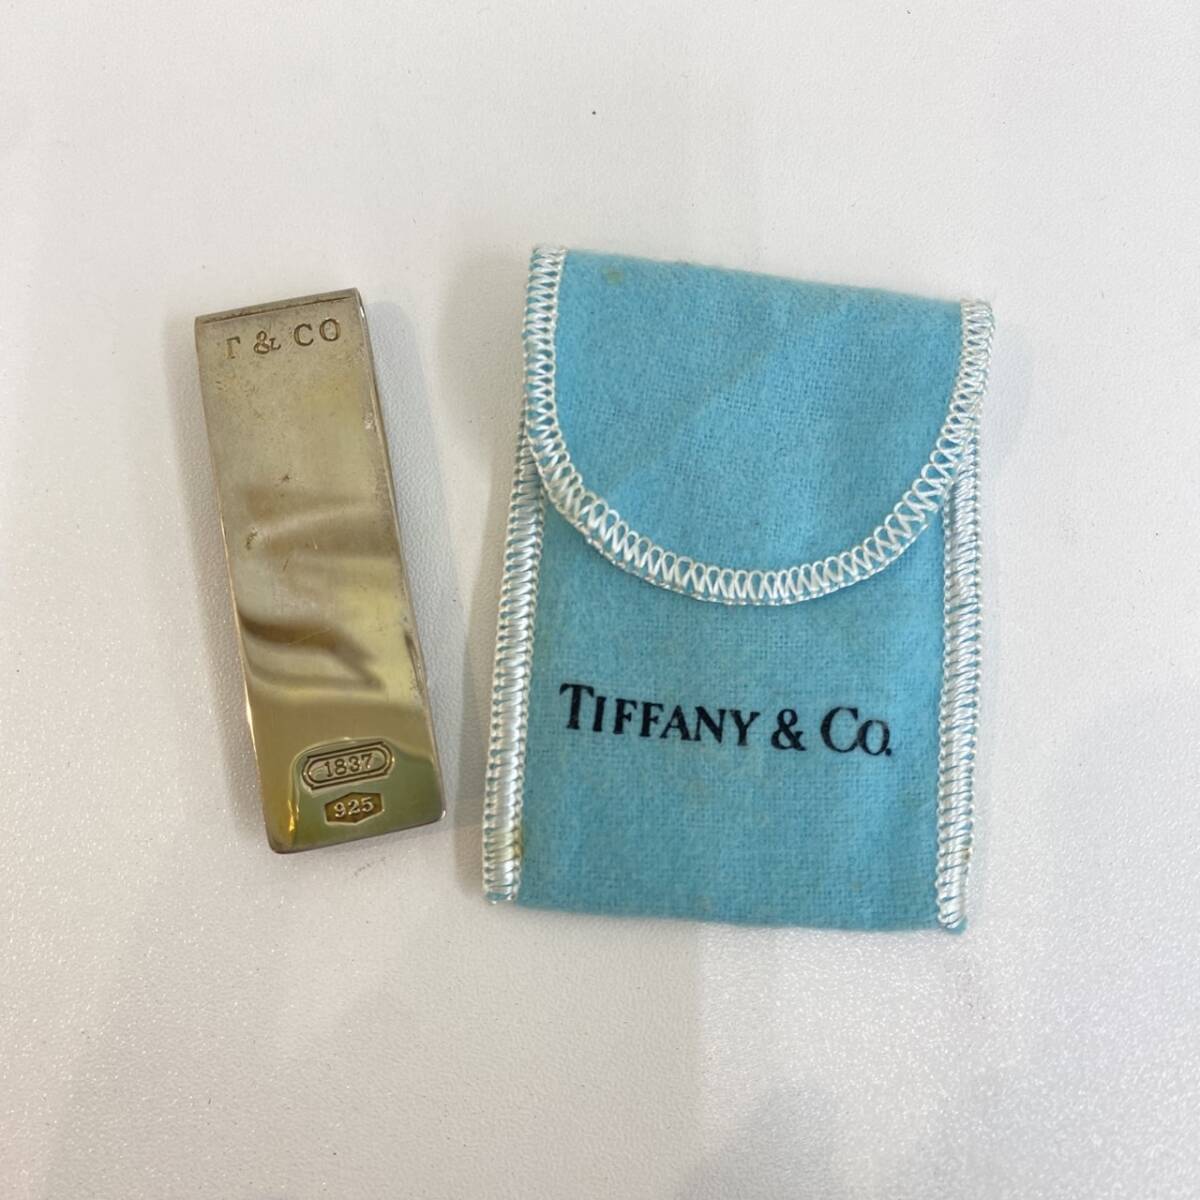 T & CO
1837
925
TIFFANY & CO.